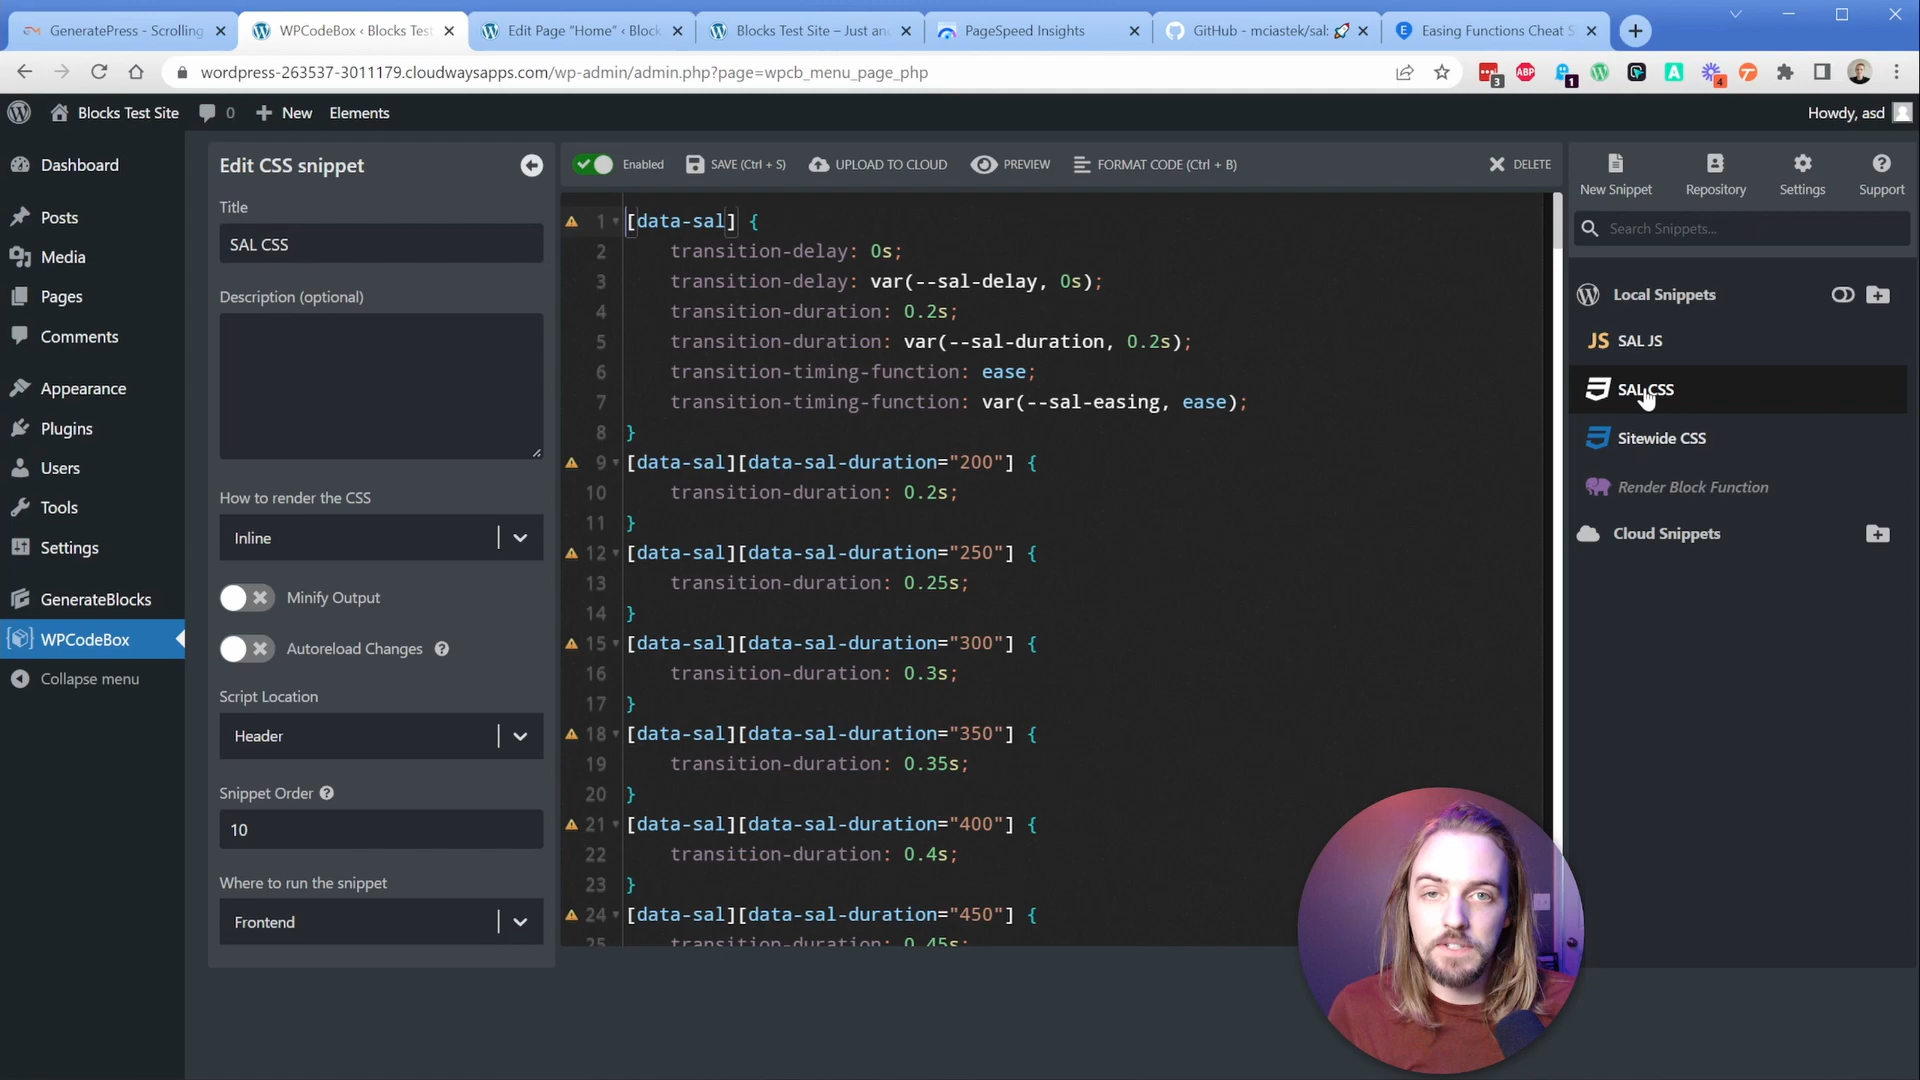 GeneratePress - Scrolling
WPCodeBox ‹ Blocks Test
Edit Page "Home" ‹ Block
Blocks Test Site – Just an
PageSpeed Insights
GitHub - mciastek/sal: 🚀
Easing Functions Cheat S
wordpress-263537-3011179.cloudwaysapps.com/wp-admin/admin.php?page=wpcb_menu_page_php
3
ABP
1
A
4
Blocks Test Site
0
New
Elements
Howdy, asd
Dashboard
Posts
Media
Pages
Comments
Appearance
Plugins
Users
Tools
Settings
GenerateBlocks
WPCodeBox
Collapse menu
Edit CSS snippet
Title
SAL CSS
Description (optional)
How to render the CSS
Inline
Minify Output
Autoreload Changes
Script Location
Header
Snippet Order
10
Where to run the snippet
Frontend
Enabled
SAVE (Ctrl + S)
UPLOAD TO CLOUD
PREVIEW
FORMAT CODE (Ctrl + B)
DELETE
1 [data-sal] {
2 transition-delay: 0s;
3 transition-delay: var(--sal-delay, 0s);
4 transition-duration: 0.2s;
5 transition-duration: var(--sal-duration, 0.2s);
6 transition-timing-function: ease;
7 transition-timing-function: var(--sal-easing, ease);
8 }
9 [data-sal][data-sal-duration="200"] {
10 transition-duration: 0.2s;
11 }
12 [data-sal][data-sal-duration="250"] {
13 transition-duration: 0.25s;
14 }
15 [data-sal][data-sal-duration="300"] {
16 transition-duration: 0.3s;
17 }
18 [data-sal][data-sal-duration="350"] {
19 transition-duration: 0.35s;
20 }
21 [data-sal][data-sal-duration="400"] {
22 transition-duration: 0.4s;
23 }
24 [data-sal][data-sal-duration="450"] {
25 transition-duration: 0.45s;
New Snippet
Repository
Settings
Support
Search Snippets...
Local Snippets
JS SAL JS
SAL CSS
Sitewide CSS
Render Block Function
Cloud Snippets